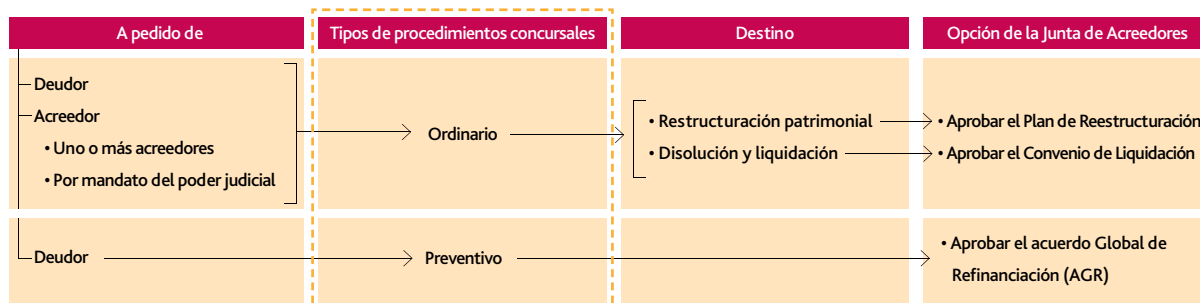 A pedido de
Tipos de procedimientos concursales
Destino
Opción de la Junta de Acreedores
Deudor
Acreedor
• Uno o más acreedores
• Por mandato del poder judicial
Ordinario
• Restructuración patrimonial
• Disolución y liquidación
• Aprobar el Plan de Reestructuración
• Aprobar el Convenio de Liquidación
Deudor
Preventivo
• Aprobar el acuerdo Global de
Refinanciación (AGR)